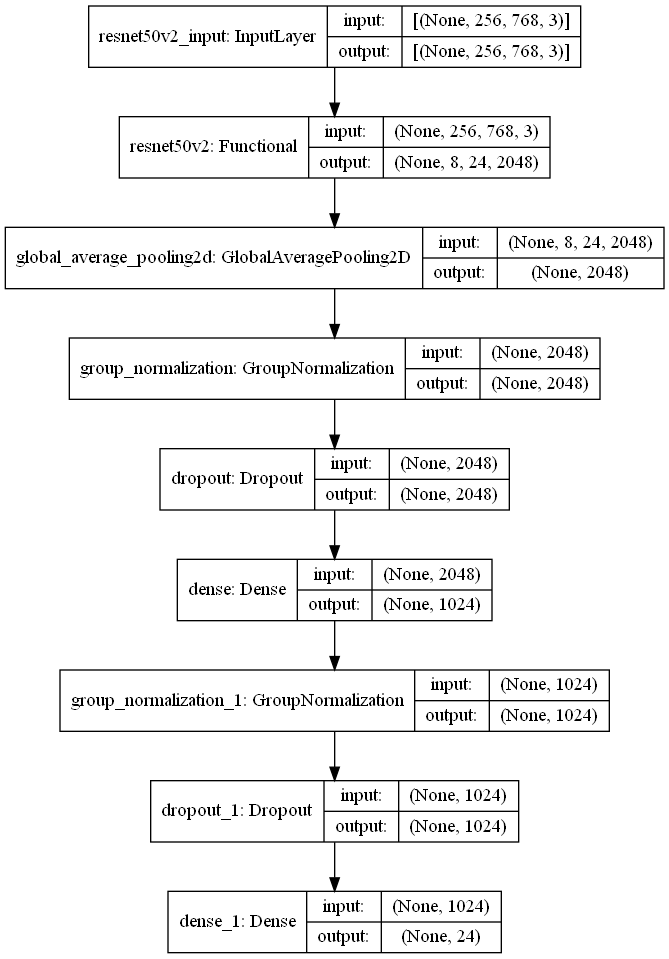 resnet50v2_input: InputLayer
input:
[(None, 256, 768, 3)]
output:
[(None, 256, 768, 3)]
resnet50v2: Functional
input:
(None, 256, 768, 3)
output:
(None, 8, 24, 2048)
global_average_pooling2d: GlobalAveragePooling2D
input:
(None, 8, 24, 2048)
output:
(None, 2048)
group_normalization: GroupNormalization
input:
(None, 2048)
output:
(None, 2048)
dropout: Dropout
input:
(None, 2048)
output:
(None, 2048)
dense: Dense
input:
(None, 2048)
output:
(None, 1024)
group_normalization_1: GroupNormalization
input:
(None, 1024)
output:
(None, 1024)
dropout_1: Dropout
input:
(None, 1024)
output:
(None, 1024)
dense_1: Dense
input:
(None, 1024)
output:
(None, 24)